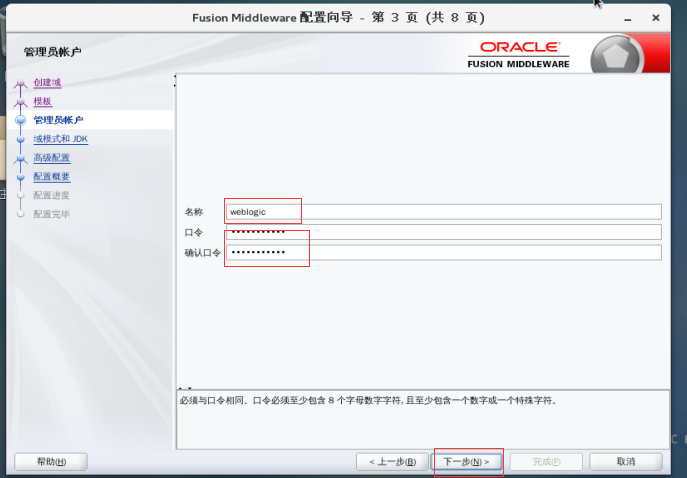 Fusion Middleware 配置向导 - 第 3 页 (共 8 页)
管理员帐户
ORACLE
FUSION MIDDLEWARE
创建域
模板
管理员帐户
域模式和 JDK
高级配置
配置概要
配置进度
配置完毕
名称
weblogic
口令
•••••••••••
确认口令
•••••••••••
必须与口令相同。口令必须至少包含 8 个字母数字字符, 且至少包含一个数字或一个特殊字符。
帮助(H)
< 上一步(B)
下一步(N) >
完成(F)
取消